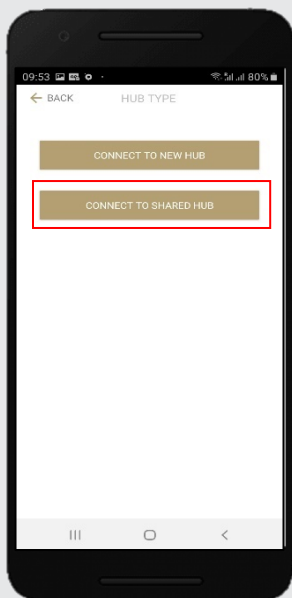 09:53 80%
← BACK HUB TYPE
CONNECT TO NEW HUB
CONNECT TO SHARED HUB